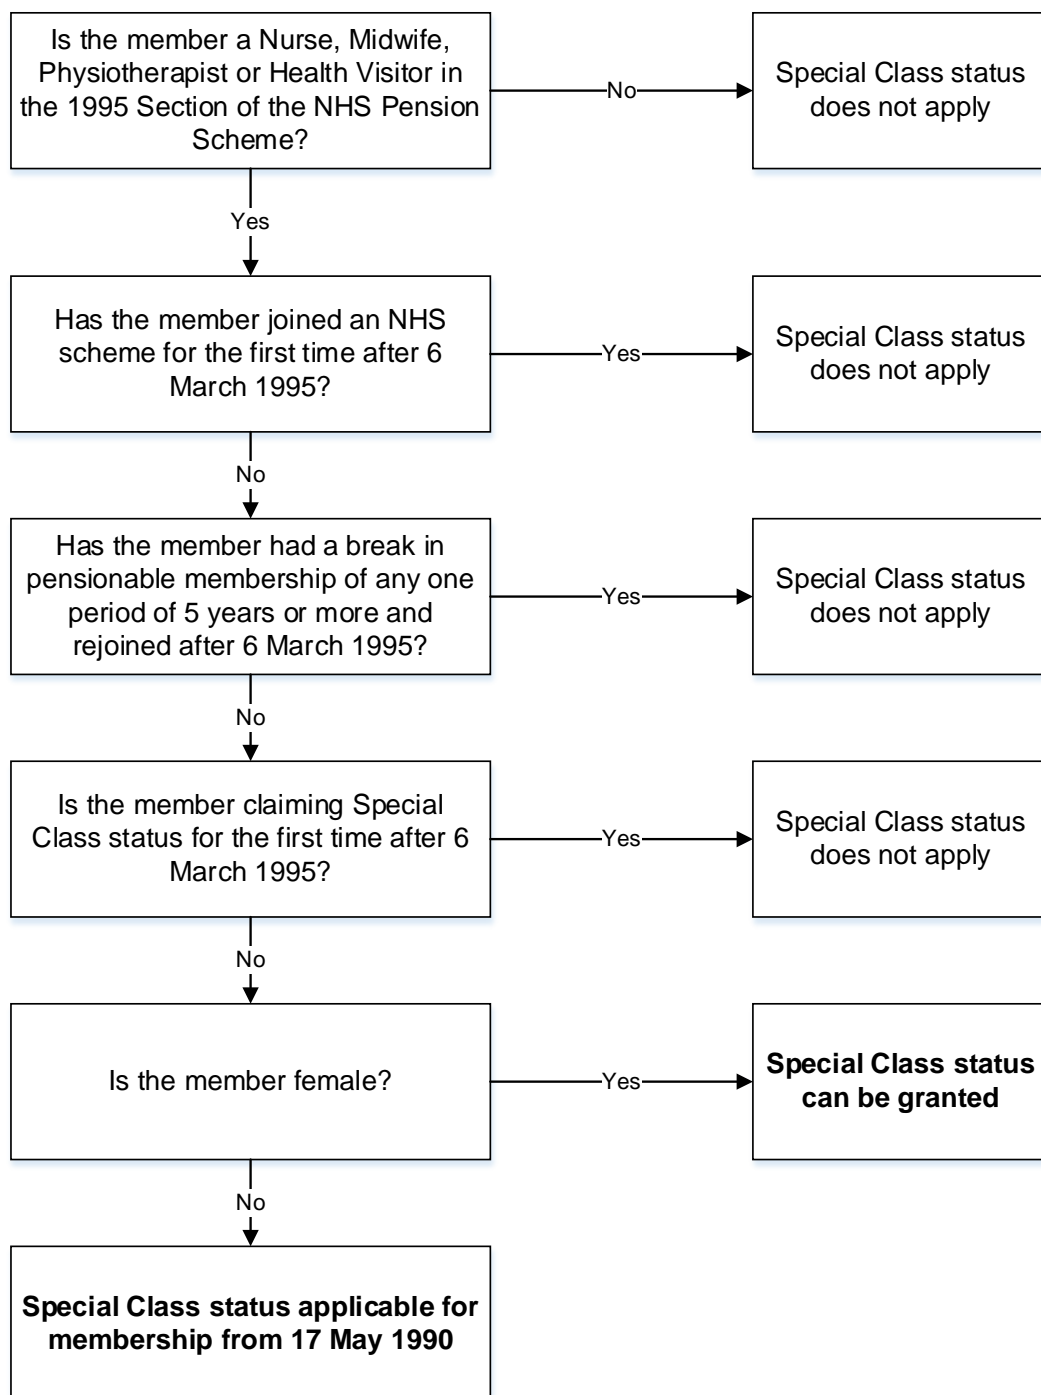 Is the member a Nurse, Midwife,
Physiotherapist or Health Visitor in
the 1995 Section of the NHS Pension
Scheme?
No
Special Class status
does not apply
Yes
Has the member joined an NHS
scheme for the first time after 6
March 1995?
Yes
Special Class status
does not apply
No
Has the member had a break in
pensionable membership of any one
period of 5 years or more and
rejoined after 6 March 1995?
Yes
Special Class status
does not apply
No
Is the member claiming Special
Class status for the first time after 6
March 1995?
Yes
Special Class status
does not apply
No
Is the member female?
Yes
Special Class status
can be granted
No
Special Class status applicable for
membership from 17 May 1990